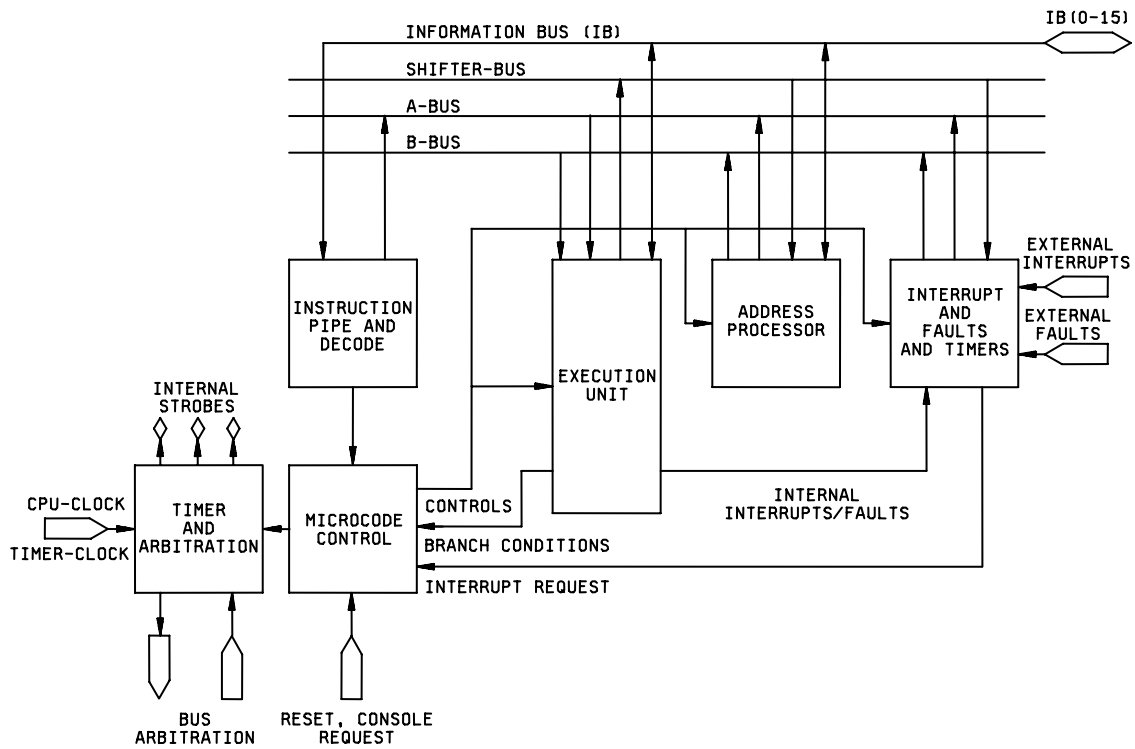 IB(0-15)
INFORMATION BUS (IB)
SHIFTER-BUS
A-BUS
B-BUS
EXTERNAL
INTERRUPTS
EXTERNAL
FAULTS
INSTRUCTION
PIPE AND
DECODE
EXECUTION
UNIT
ADDRESS
PROCESSOR
INTERRUPT
AND
FAULTS
AND TIMERS
INTERNAL
STROBES
CPU-CLOCK
TIMER-CLOCK
TIMER
AND
ARBITRATION
MICROCODE
CONTROL
CONTROLS
BRANCH CONDITIONS
INTERRUPT REQUEST
INTERNAL
INTERRUPTS/FAULTS
BUS
ARBITRATION
RESET, CONSOLE
REQUEST